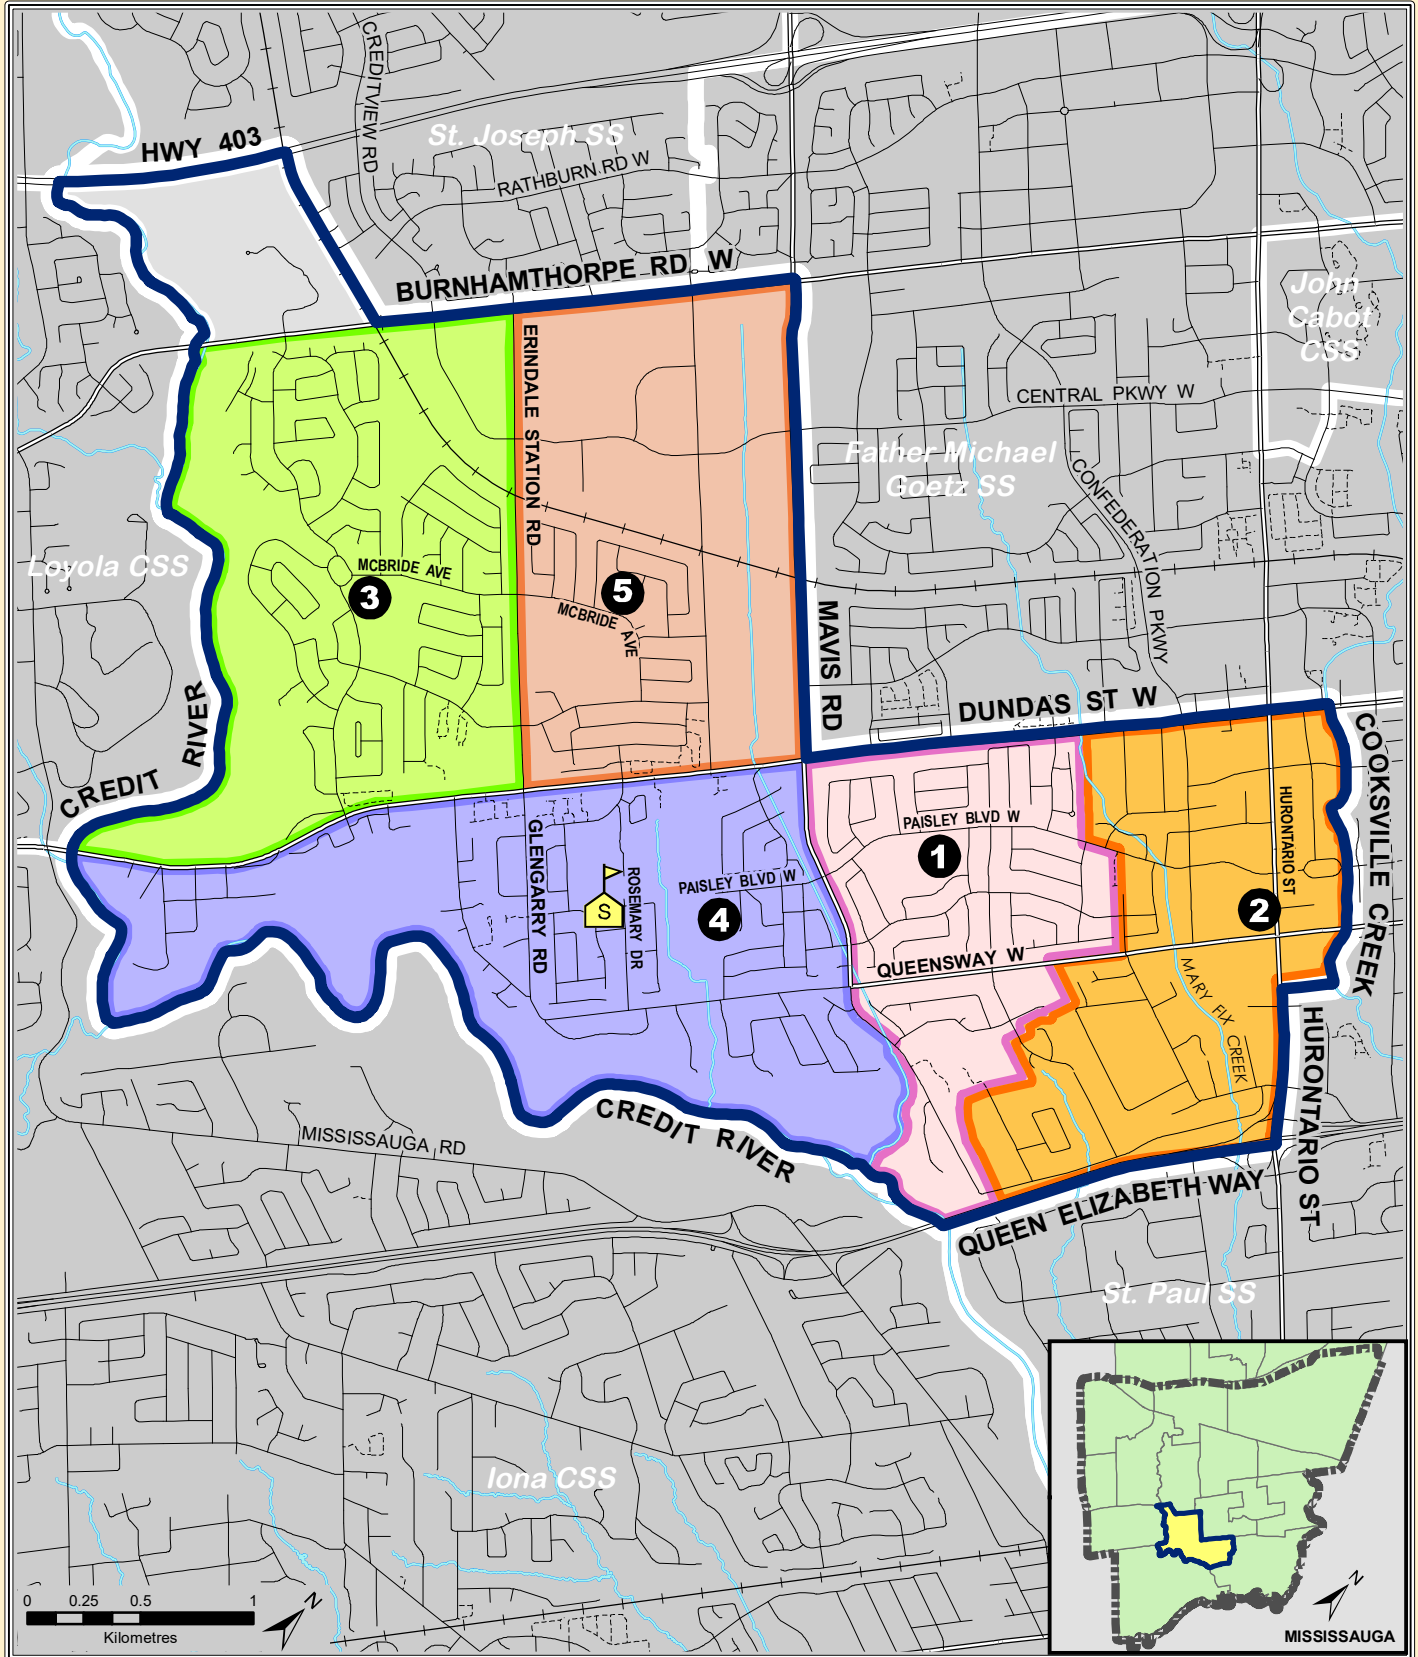 CREDITVIEW RD
St. Joseph SS
HWY 403
RATHBURN RD W
BURNHAMTHORPE RD W
John
Cabot
CSS
ERINDALE STATION RD
CENTRAL PKWY W
Father Michael
Goetz SS
CONFEDERATION PKWY
Loyola CSS
MCBRIDE AVE
3
5
MCBRIDE AVE
MAVIS RD
CREDIT RIVER
DUNDAS ST W
COOKSVILLE CREEK
HURONTARIO ST
PAISLEY BLVD W
1
GLENGARRY RD
ROSEMARY DR
S
PAISLEY BLVD W
4
2
QUEENSWAY W
MARY FIX CREEK
HURONTARIO ST
CREDIT RIVER
MISSISSAUGA RD
QUEEN ELIZABETH WAY
St. Paul SS
Iona CSS
0 0.25 0.5 1
Kilometres
N
N
MISSISSAUGA